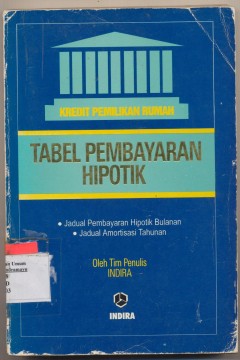 KREDIT PEMILIKAN RUMAH
TABEL PEMBAYARAN
HIPOTIK
• Jadual Pembayaran Hipotik Bulanan
• Jadual Amortisasi Tahunan
Oleh Tim Penulis
INDIRA
INDIRA